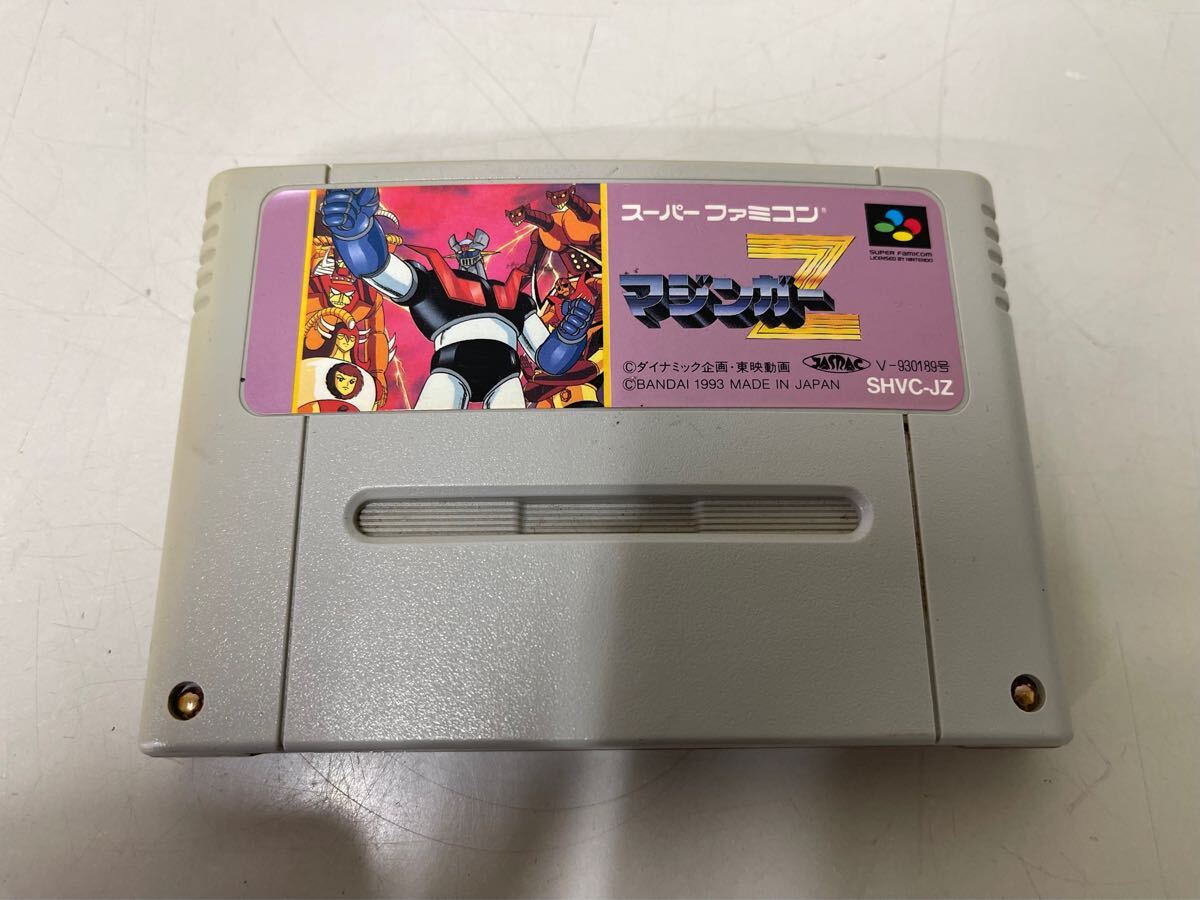 スーパーファミコン®
マジンガーZ
SUPER FAMICOM
LICENSED BY NINTENDO
©ダイナミック企画・東映動画
JASRAC V-930189号
©BANDAI 1993 MADE IN JAPAN
SHVC-JZ